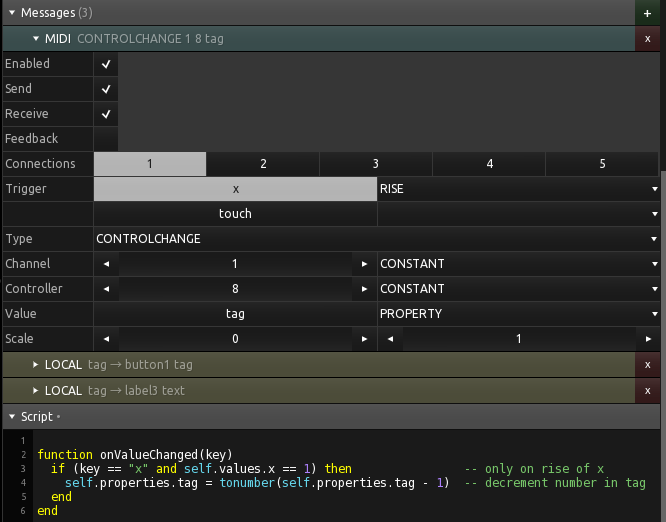 Messages (3) +
MIDI CONTROLCHANGE 1 8 tag x
Enabled
Send
Receive
Feedback
Connections 1 2 3 4 5
Trigger x RISE
touch
Type CONTROLCHANGE
Channel 1 CONSTANT
Controller 8 CONSTANT
Value tag PROPERTY
Scale 0 1
LOCAL tag → button1 tag x
LOCAL tag → label3 text x
Script •
1
2 function onValueChanged(key)
3 if (key == "x" and self.values.x == 1) then -- only on rise of x
4 self.properties.tag = tonumber(self.properties.tag - 1) -- decrement number in tag
5 end
6 end